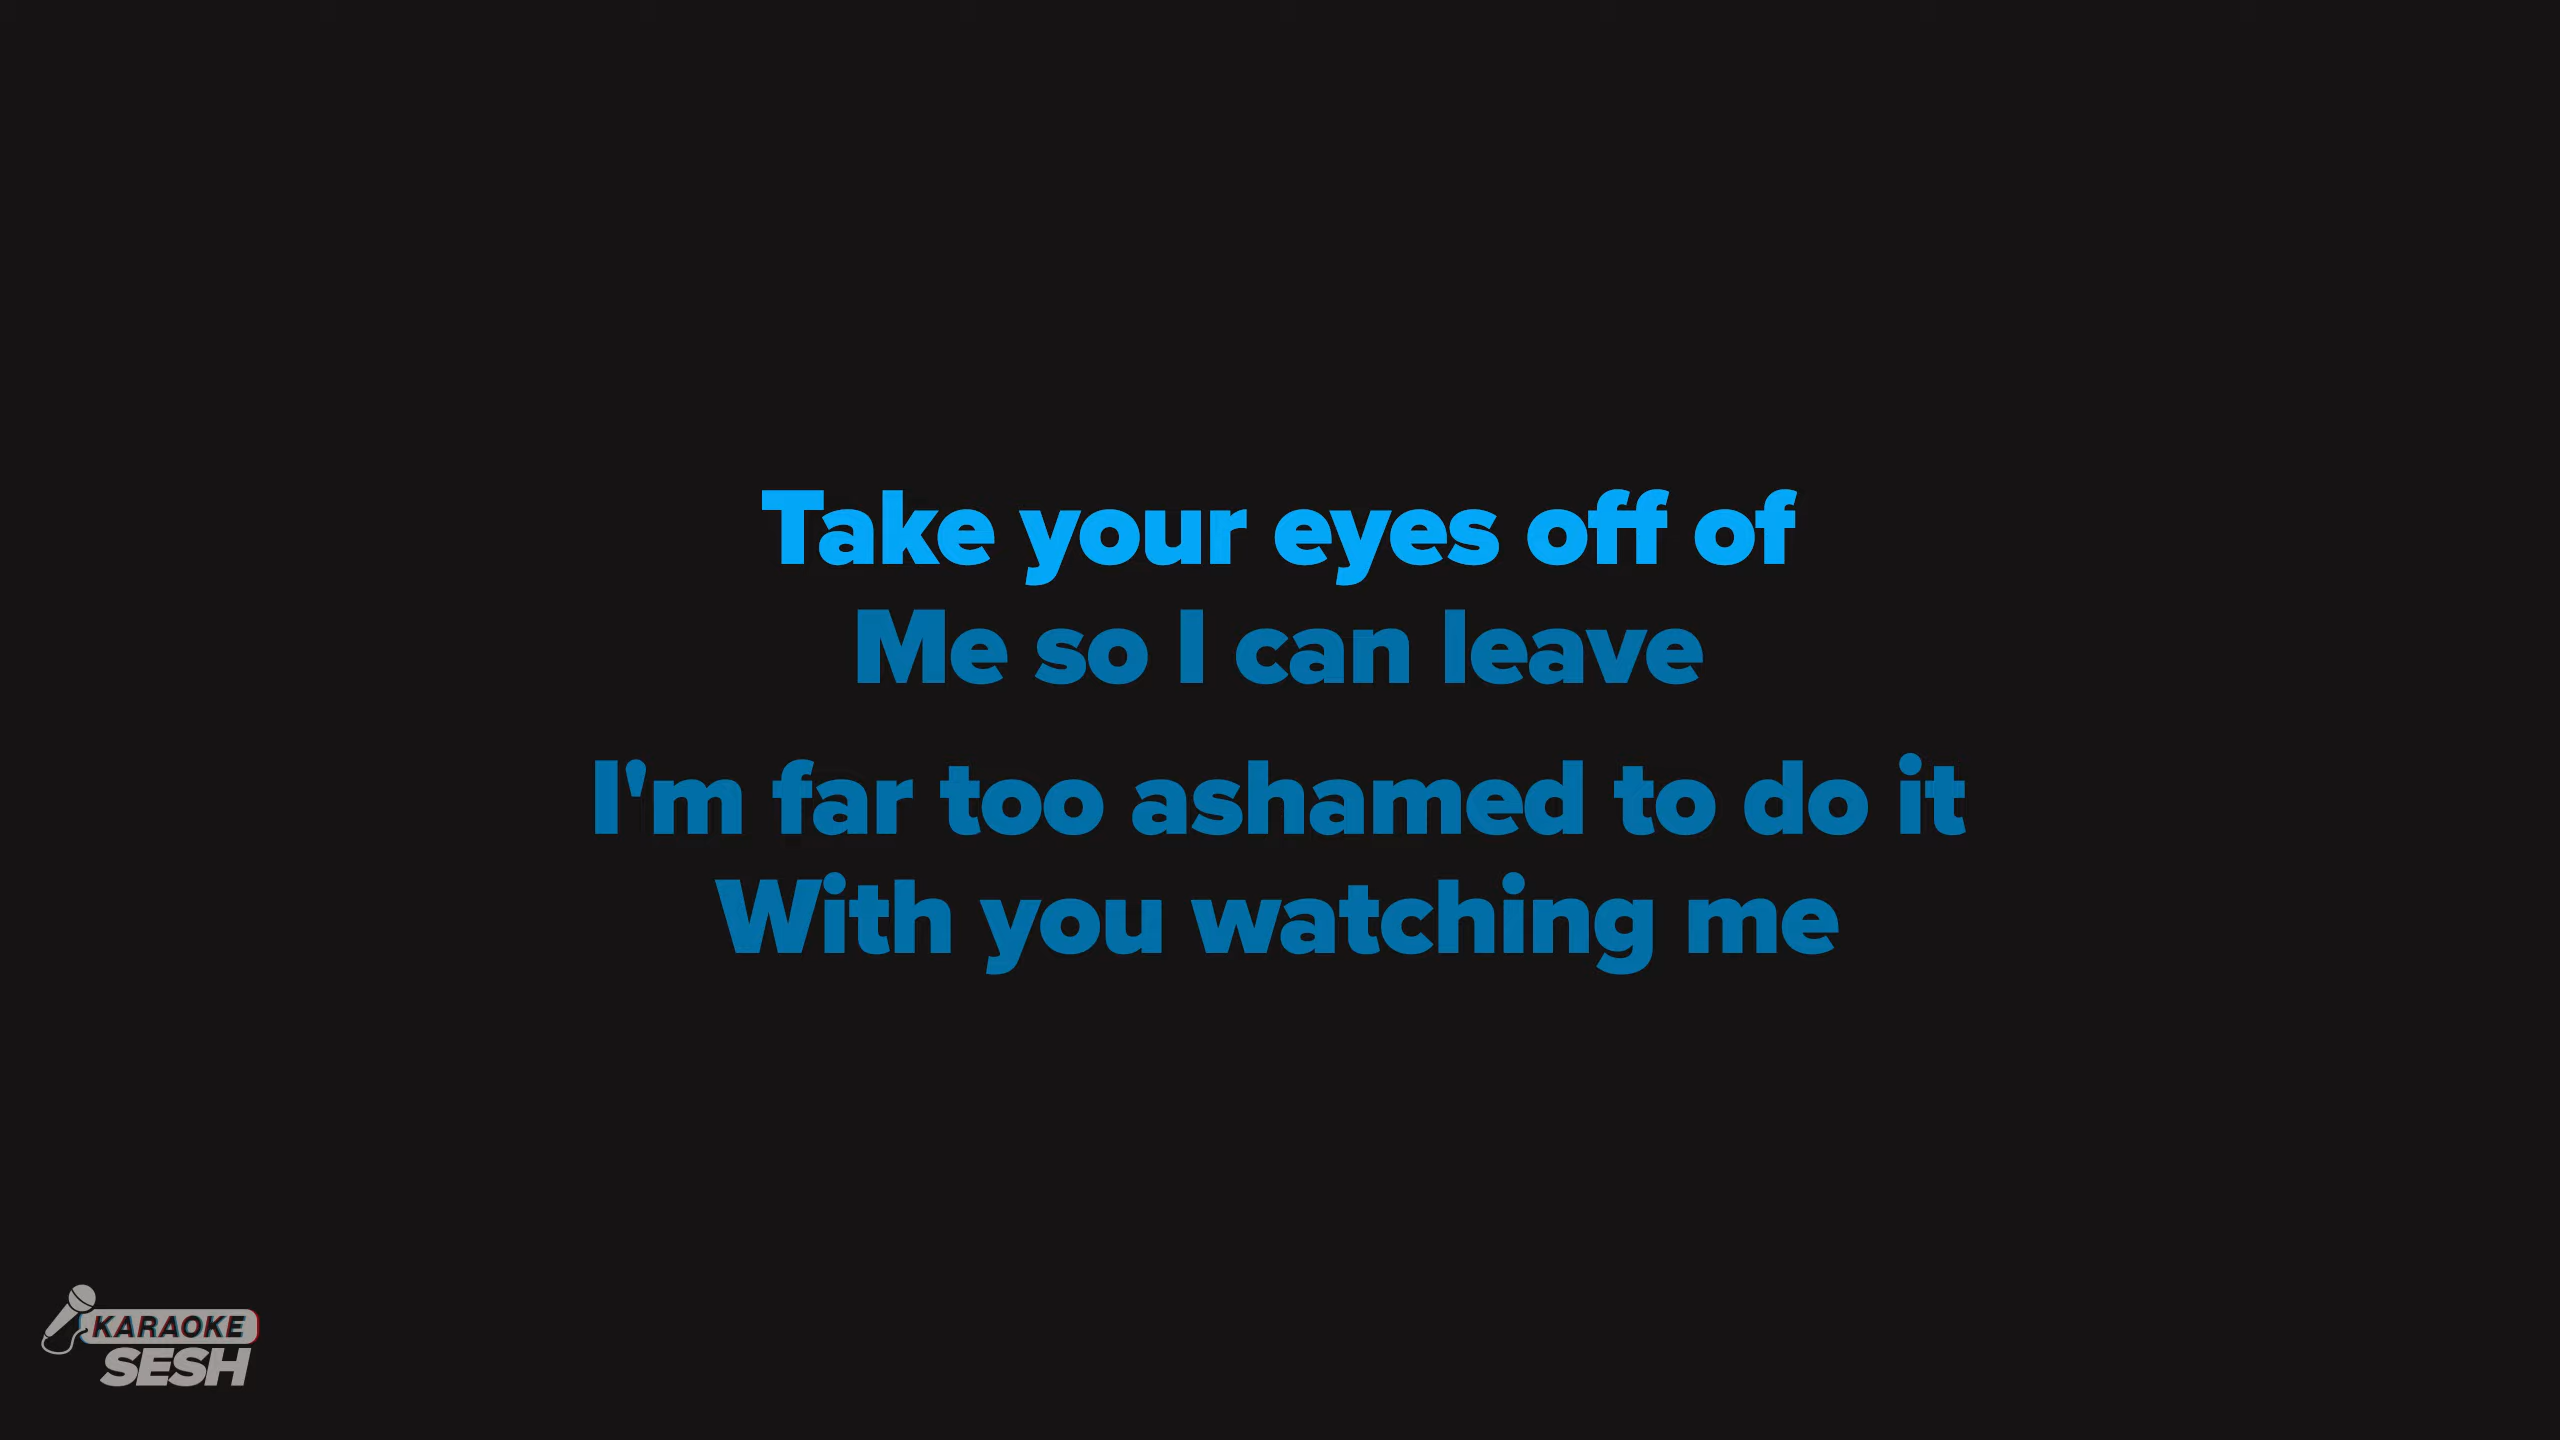 Take your eyes off of
Me so I can leave
I'm far too ashamed to do it
With you watching me
KARAOKE
SESH